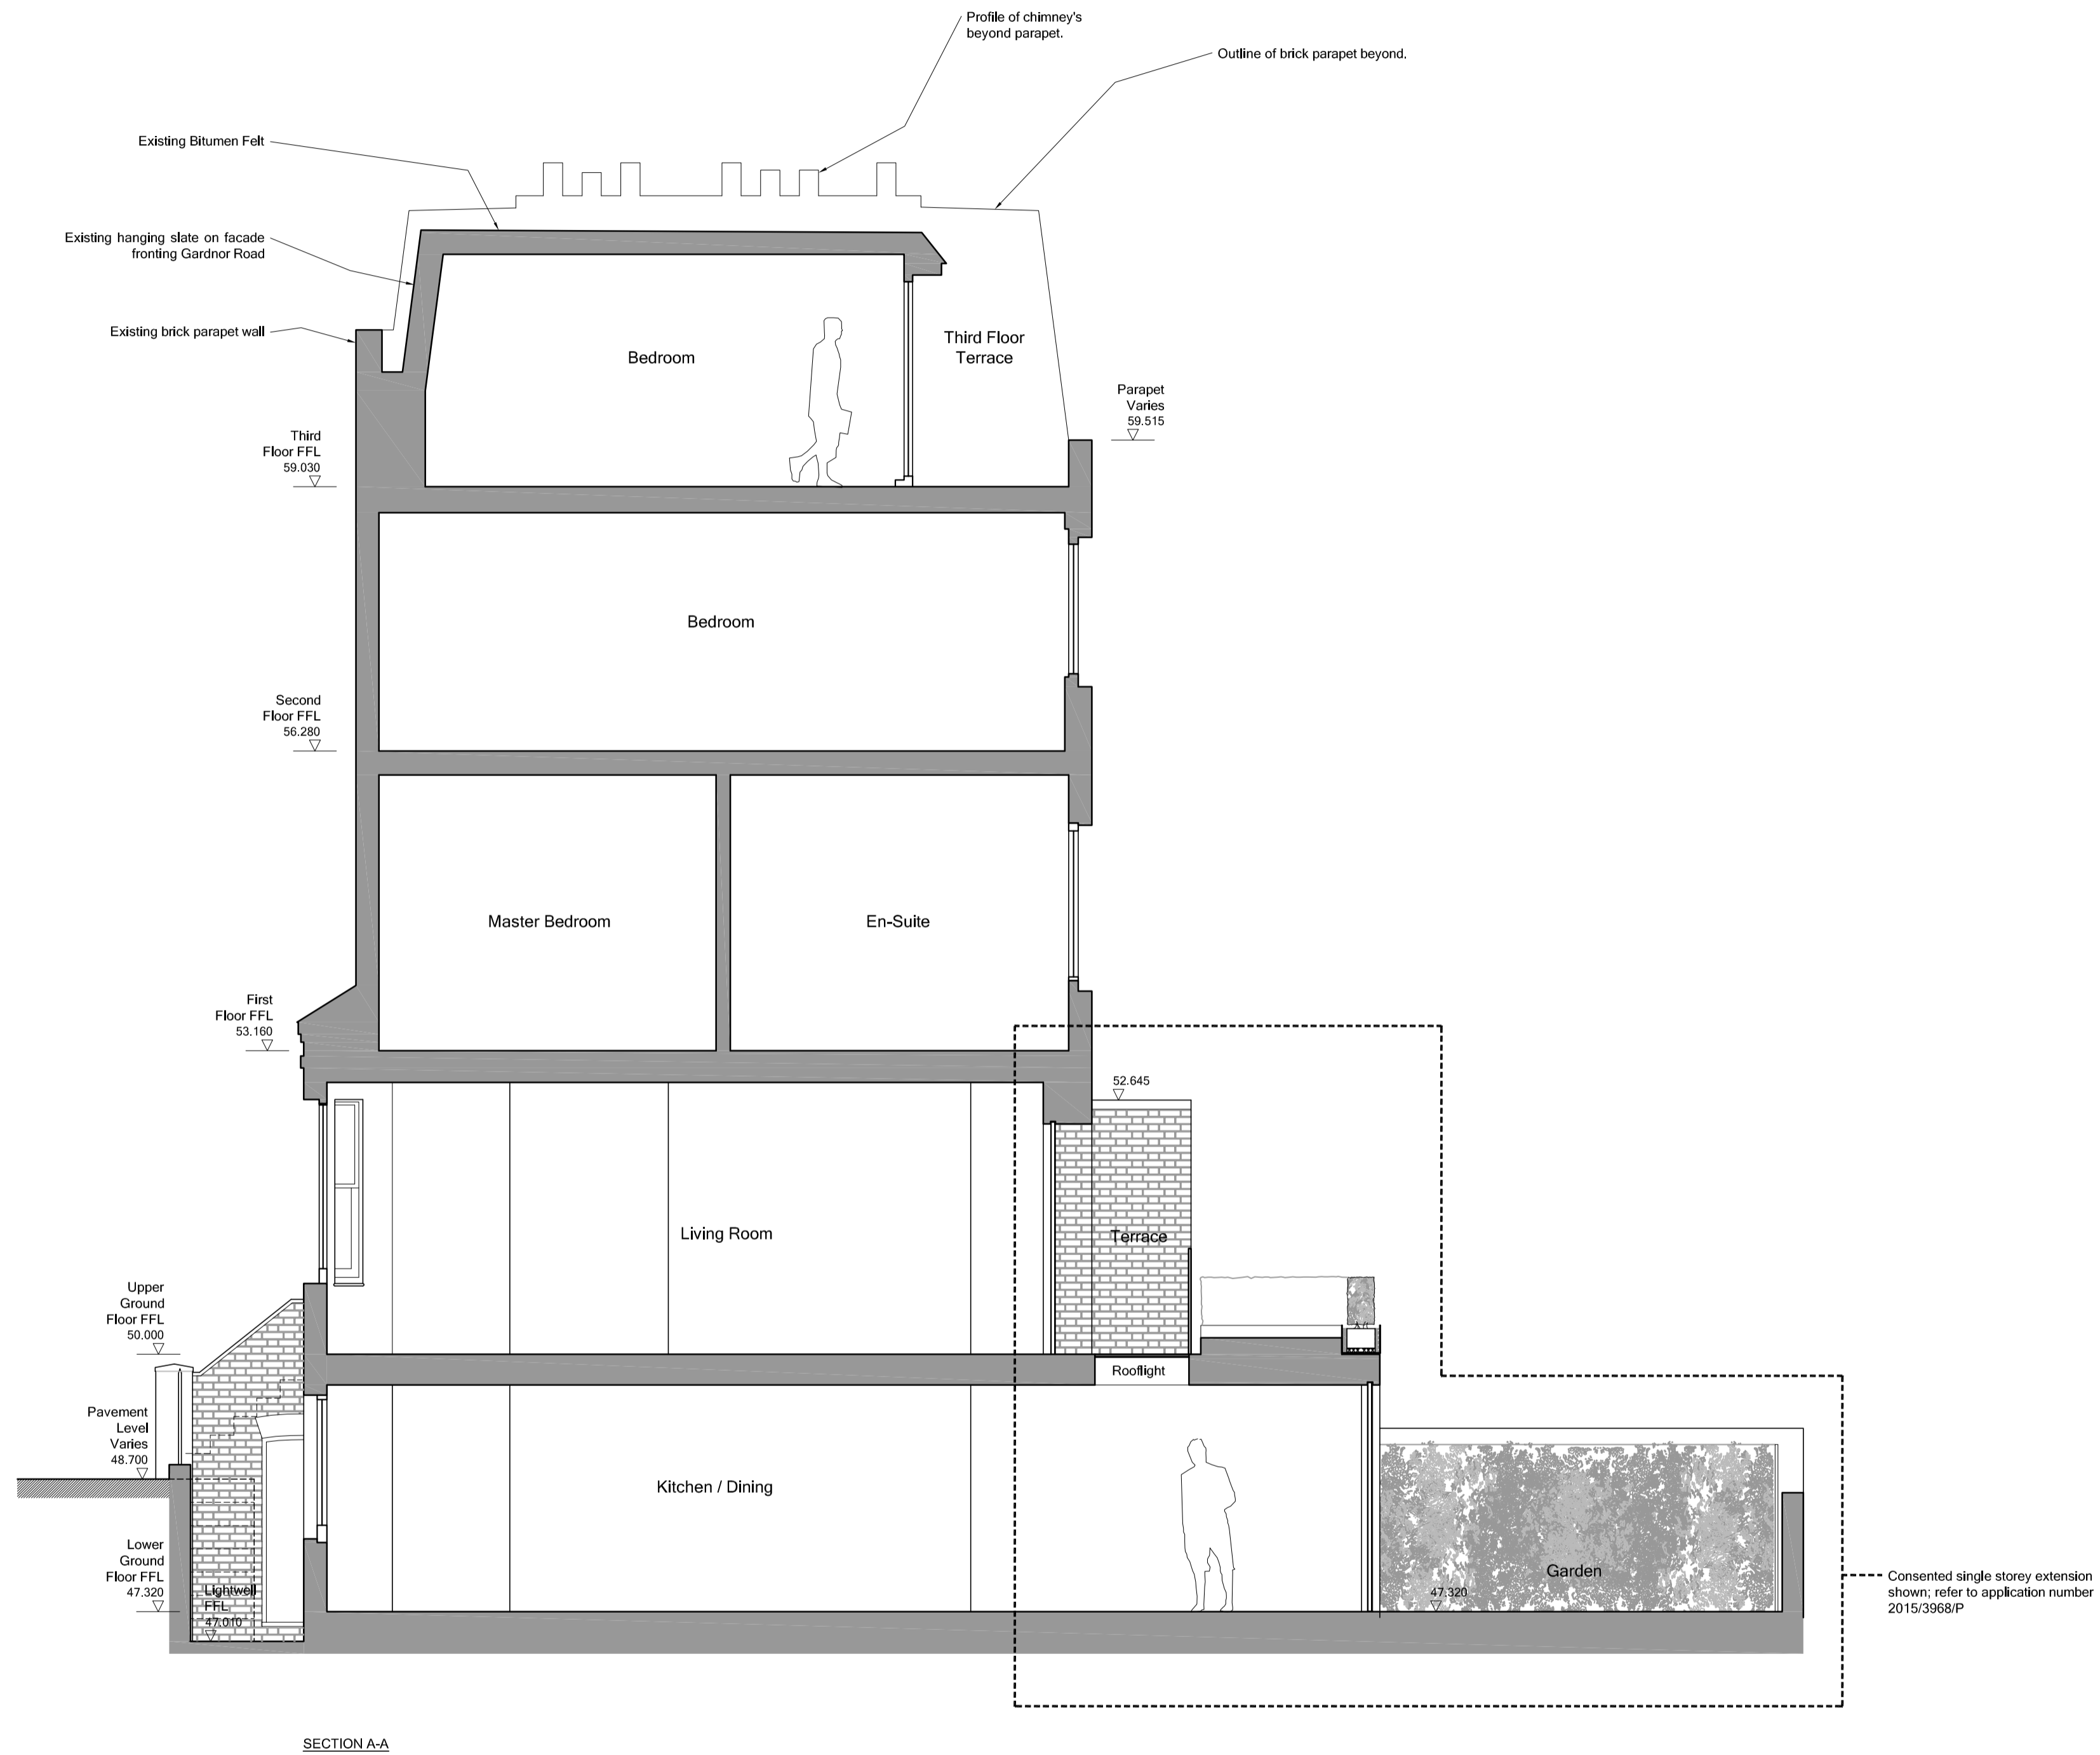 Profile of chimney's
beyond parapet.
Outline of brick parapet beyond.
Existing Bitumen Felt
Existing hanging slate on facade
fronting Gardnor Road
Existing brick parapet wall
Bedroom
Third Floor
Terrace
Parapet
Varies
59.515
Third
Floor FFL
59.030
Bedroom
Second
Floor FFL
56.280
Master Bedroom
En-Suite
First
Floor FFL
53.160
52.645
Living Room
Terrace
Upper
Ground
Floor FFL
50.000
Rooflight
Pavement
Level
Varies
48.700
Kitchen / Dining
Lower
Ground
Floor FFL
47.320
Lightwell
FFL
47.010
Garden
47.320
Consented single storey extension
shown; refer to application number
2015/3968/P
SECTION A-A